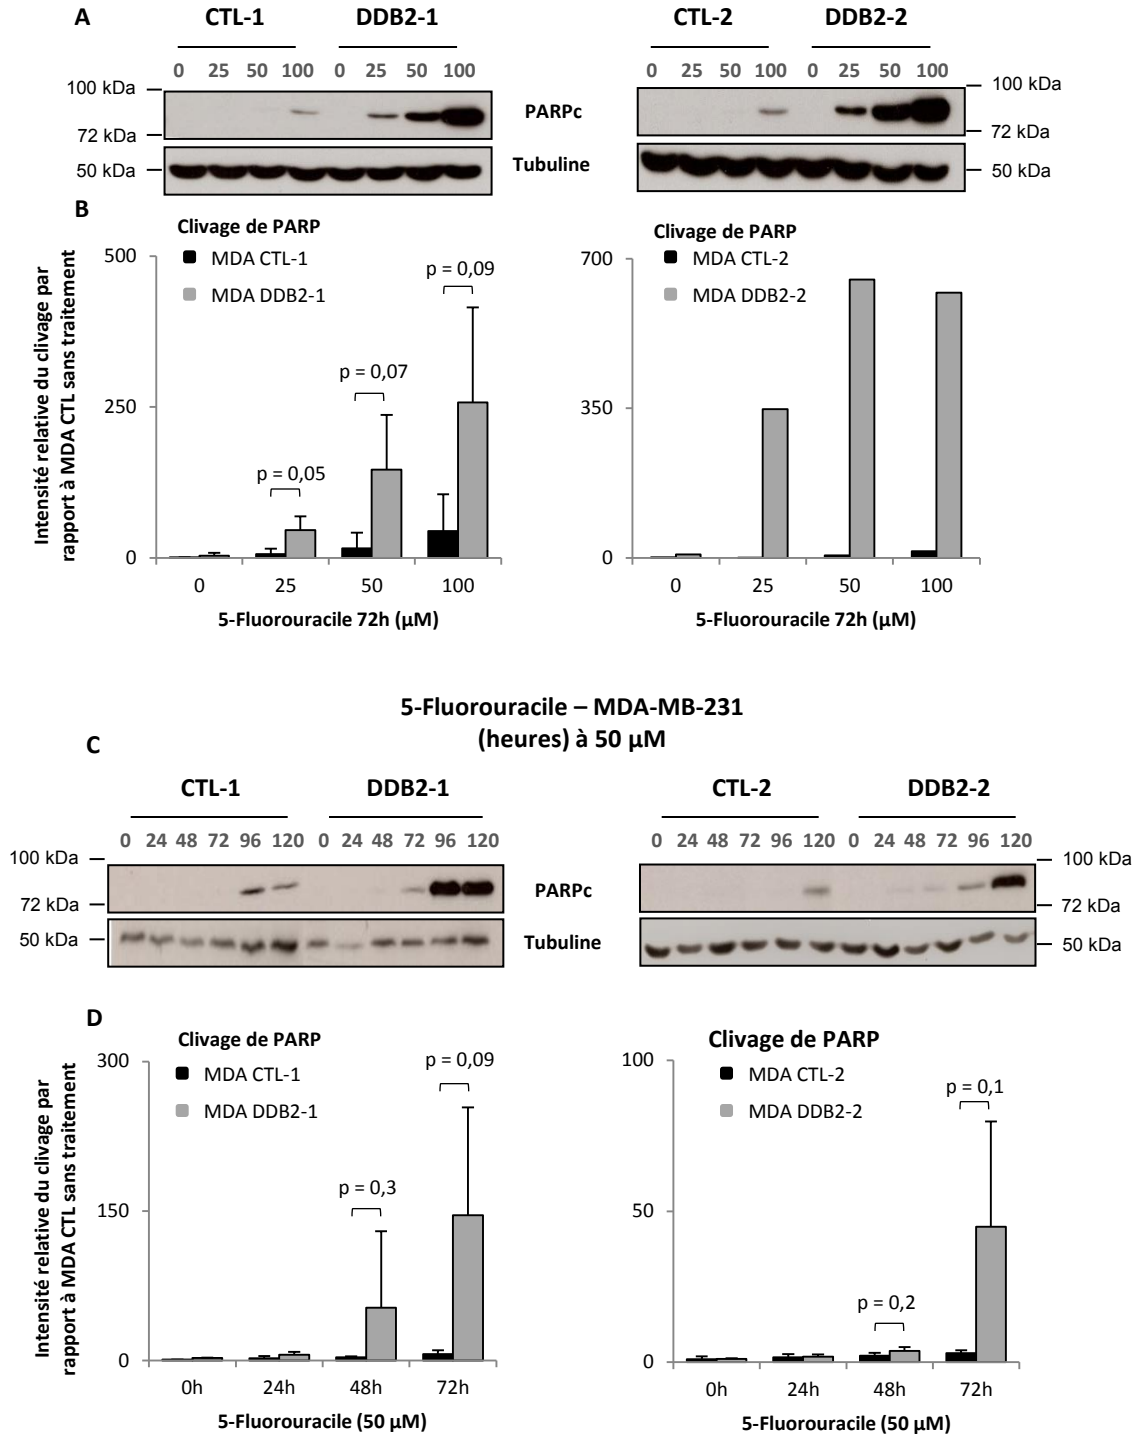 A
CTL-1 DDB2-1 CTL-2 DDB2-2
0 25 50 100 0 25 50 100 0 25 50 100 0 25 50 100
100 kDa PARPc 100 kDa
72 kDa 72 kDa
50 kDa Tubuline 50 kDa
B
Intensité relative du clivage par
rapport à MDA CTL sans traitement
Clivage de PARP
MDA CTL-1
MDA DDB2-1
500
250
0
p = 0,05
p = 0,07
p = 0,09
0 25 50 100
5-Fluorouracile 72h (µM)
Clivage de PARP
MDA CTL-2
MDA DDB2-2
700
350
0
0 25 50 100
5-Fluorouracile 72h (µM)
5-Fluorouracile – MDA-MB-231
(heures) à 50 µM
C
CTL-1 DDB2-1 CTL-2 DDB2-2
0 24 48 72 96 120 0 24 48 72 96 120 0 24 48 72 96 120 0 24 48 72 96 120
100 kDa PARPc 100 kDa
72 kDa 72 kDa
50 kDa Tubuline 50 kDa
D
Intensité relative du clivage par
rapport à MDA CTL sans traitement
Clivage de PARP
MDA CTL-1
MDA DDB2-1
300
150
0
p = 0,3
p = 0,09
0h 24h 48h 72h
5-Fluorouracile (50 µM)
Clivage de PARP
MDA CTL-2
MDA DDB2-2
100
50
0
p = 0,2
p = 0,1
0h 24h 48h 72h
5-Fluorouracile (50 µM)